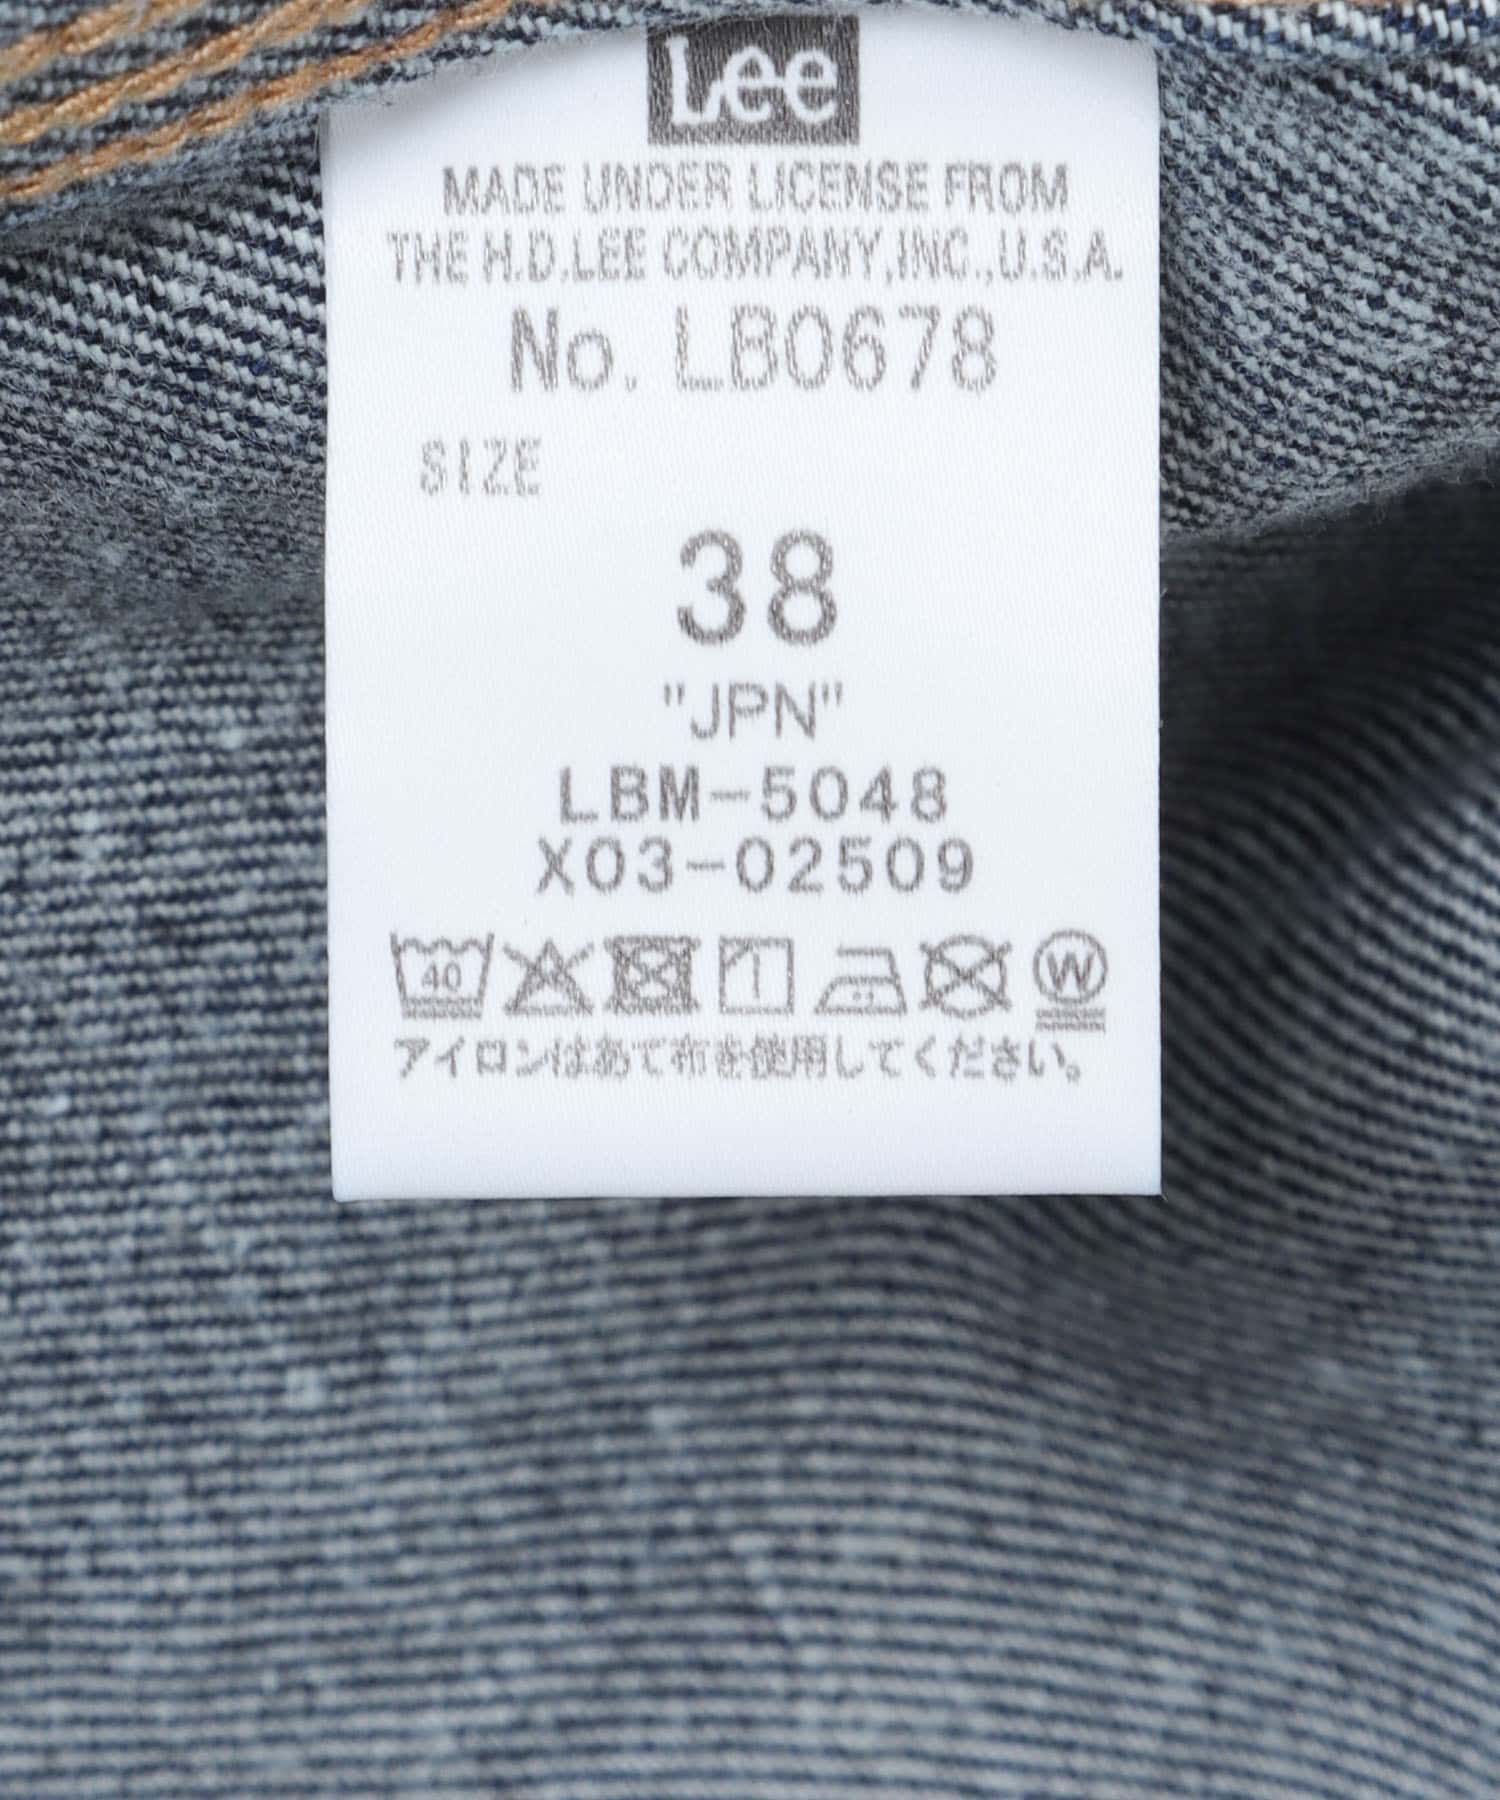 Lee
MADE UNDER LICENSE FROM
THE H.D.LEE COMPANY,INC.,U.S.A.
No. LB0678
SIZE
38
"JPN"
LBM-5048
X03-02509
40 W
アイロンはあて布を使用してください。